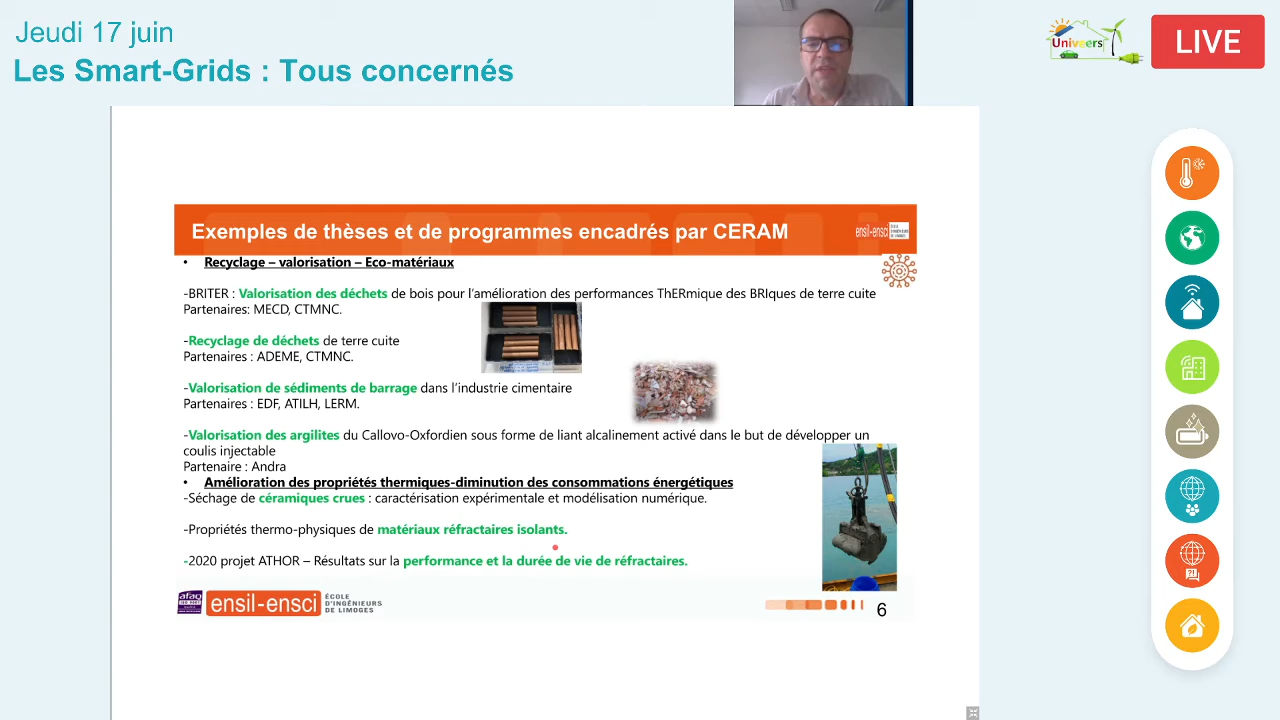 Jeudi 17 juin
Les Smart-Grids : Tous concernés
Univeers
LIVE
Exemples de thèses et de programmes encadrés par CERAM
ensil-ensci
• Recyclage – valorisation – Eco-matériaux
-BRITER : Valorisation des déchets de bois pour l'amélioration des performances ThERmique des BRIques de terre cuite
Partenaires: MECD, CTMNC.
-Recyclage de déchets de terre cuite
Partenaires : ADEME, CTMNC.
-Valorisation de sédiments de barrage dans l'industrie cimentaire
Partenaires : EDF, ATILH, LERM.
-Valorisation des argilites du Callovo-Oxfordien sous forme de liant alcalinement activé dans le but de développer un
coulis injectable
Partenaire : Andra
• Amélioration des propriétés thermiques-diminution des consommations énergétiques
-Séchage de céramiques crues : caractérisation expérimentale et modélisation numérique.
-Propriétés thermo-physiques de matériaux réfractaires isolants.
-2020 projet ATHOR – Résultats sur la performance et la durée de vie de réfractaires.
afaq
ensil-ensci
ÉCOLE
D'INGÉNIEURS
DE LIMOGES
6